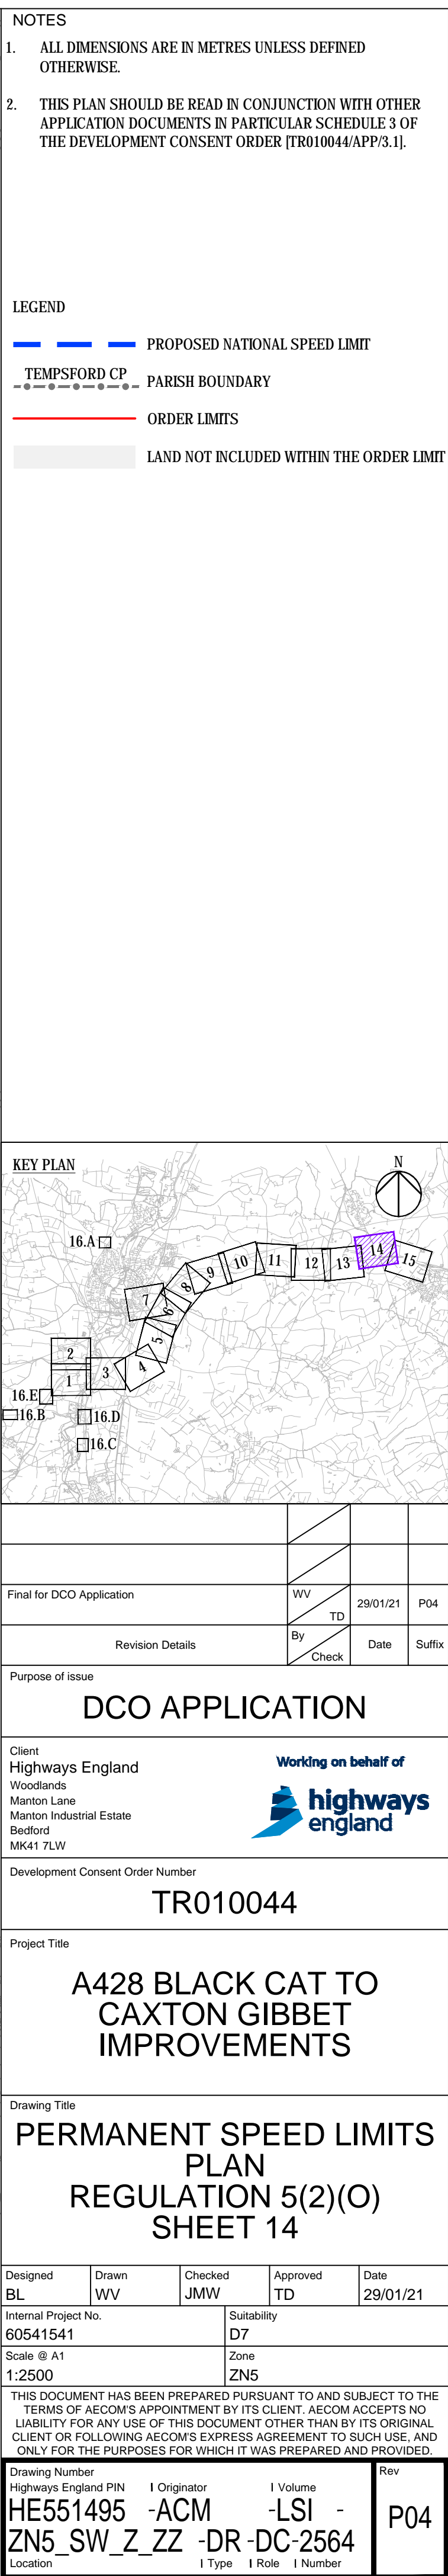 NOTES
1. ALL DIMENSIONS ARE IN METRES UNLESS DEFINED
OTHERWISE.
2. THIS PLAN SHOULD BE READ IN CONJUNCTION WITH OTHER
APPLICATION DOCUMENTS IN PARTICULAR SCHEDULE 3 OF
THE DEVELOPMENT CONSENT ORDER [TR010044/APP/3.1].
LEGEND
PROPOSED NATIONAL SPEED LIMIT
TEMPSFORD CP PARISH BOUNDARY
ORDER LIMITS
LAND NOT INCLUDED WITHIN THE ORDER LIMIT
KEY PLAN
N
16.A
14
15
13
12
11
10
9
8
7
6
5
4
3
2
1
16.E
16.B
16.D
16.C
Final for DCO Application WV TD 29/01/21 P04
Revision Details By Check Date Suffix
Purpose of issue
DCO APPLICATION
Client
Highways England
Woodlands
Manton Lane
Manton Industrial Estate
Bedford
MK41 7LW
Working on behalf of
highways
england
Development Consent Order Number
TR010044
Project Title
A428 BLACK CAT TO
CAXTON GIBBET
IMPROVEMENTS
Drawing Title
PERMANENT SPEED LIMITS
PLAN
REGULATION 5(2)(O)
SHEET 14
Designed Drawn Checked Approved Date
BL WV JMW TD 29/01/21
Internal Project No. Suitability
60541541 D7
Scale @ A1 Zone
1:2500 ZN5
THIS DOCUMENT HAS BEEN PREPARED PURSUANT TO AND SUBJECT TO THE
TERMS OF AECOM'S APPOINTMENT BY ITS CLIENT. AECOM ACCEPTS NO
LIABILITY FOR ANY USE OF THIS DOCUMENT OTHER THAN BY ITS ORIGINAL
CLIENT OR FOLLOWING AECOM'S EXPRESS AGREEMENT TO SUCH USE, AND
ONLY FOR THE PURPOSES FOR WHICH IT WAS PREPARED AND PROVIDED.
Drawing Number Rev
Highways England PIN | Originator | Volume
HE551495 -ACM -LSI -
P04
ZN5_SW_Z_ZZ -DR -DC-2564
Location | Type | Role | Number